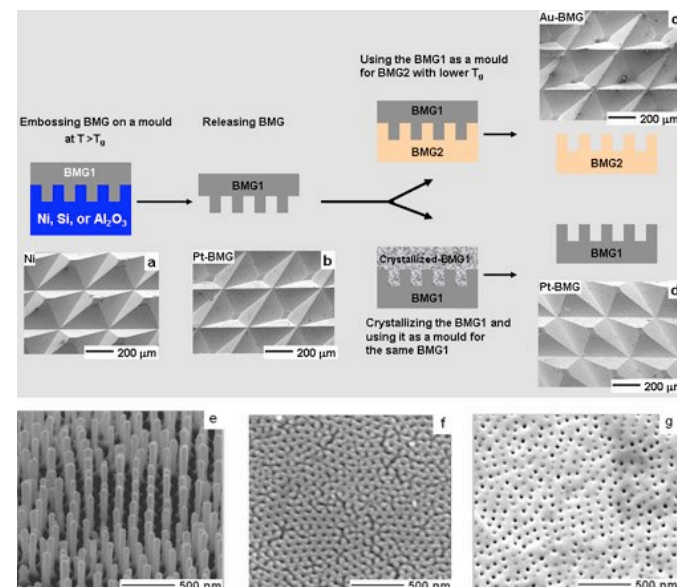 Au-BMG
c
200 μm
Using the BMG1 as a mould
for BMG2 with lower Tg
Embossing BMG on a mould
at T>Tg
Releasing BMG
BMG1
BMG2
BMG2
BMG1
Ni, Si, or Al₂O₃
BMG1
Crystallized-BMG1
BMG1
BMG1
Ni
a
200 μm
Pt-BMG
b
200 μm
Crystallizing the BMG1 and
using it as a mould for
the same BMG1
Pt-BMG
d
200 μm
e
500 nm
f
500 nm
g
500 nm